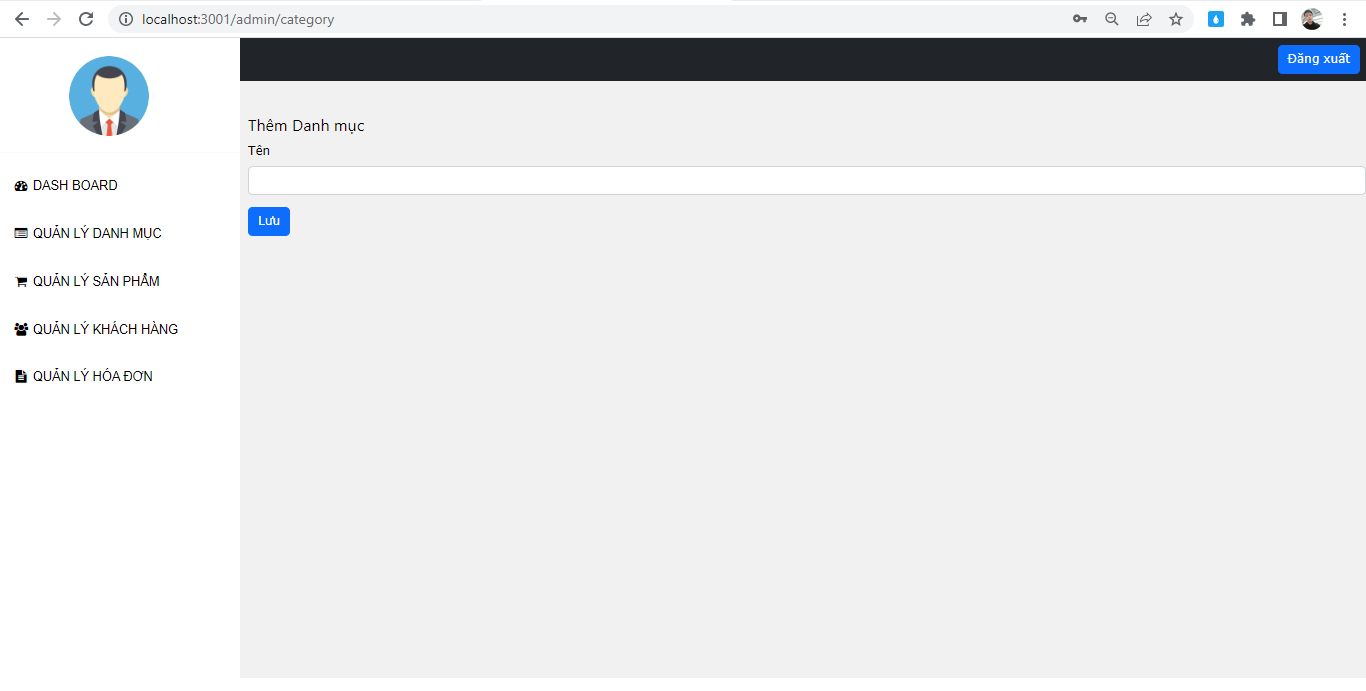 localhost:3001/admin/category
Đăng xuất
DASH BOARD
QUẢN LÝ DANH MỤC
QUẢN LÝ SẢN PHẨM
QUẢN LÝ KHÁCH HÀNG
QUẢN LÝ HÓA ĐƠN
Thêm Danh mục
Tên
Lưu